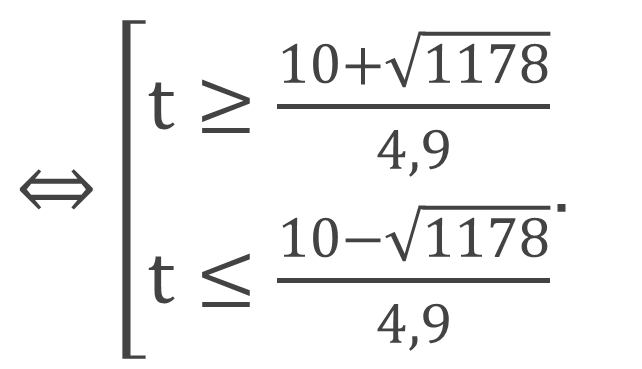 ⇔ [ t ≥ (10+√1178)/4,9
t ≤ (10−√1178)/4,9 .